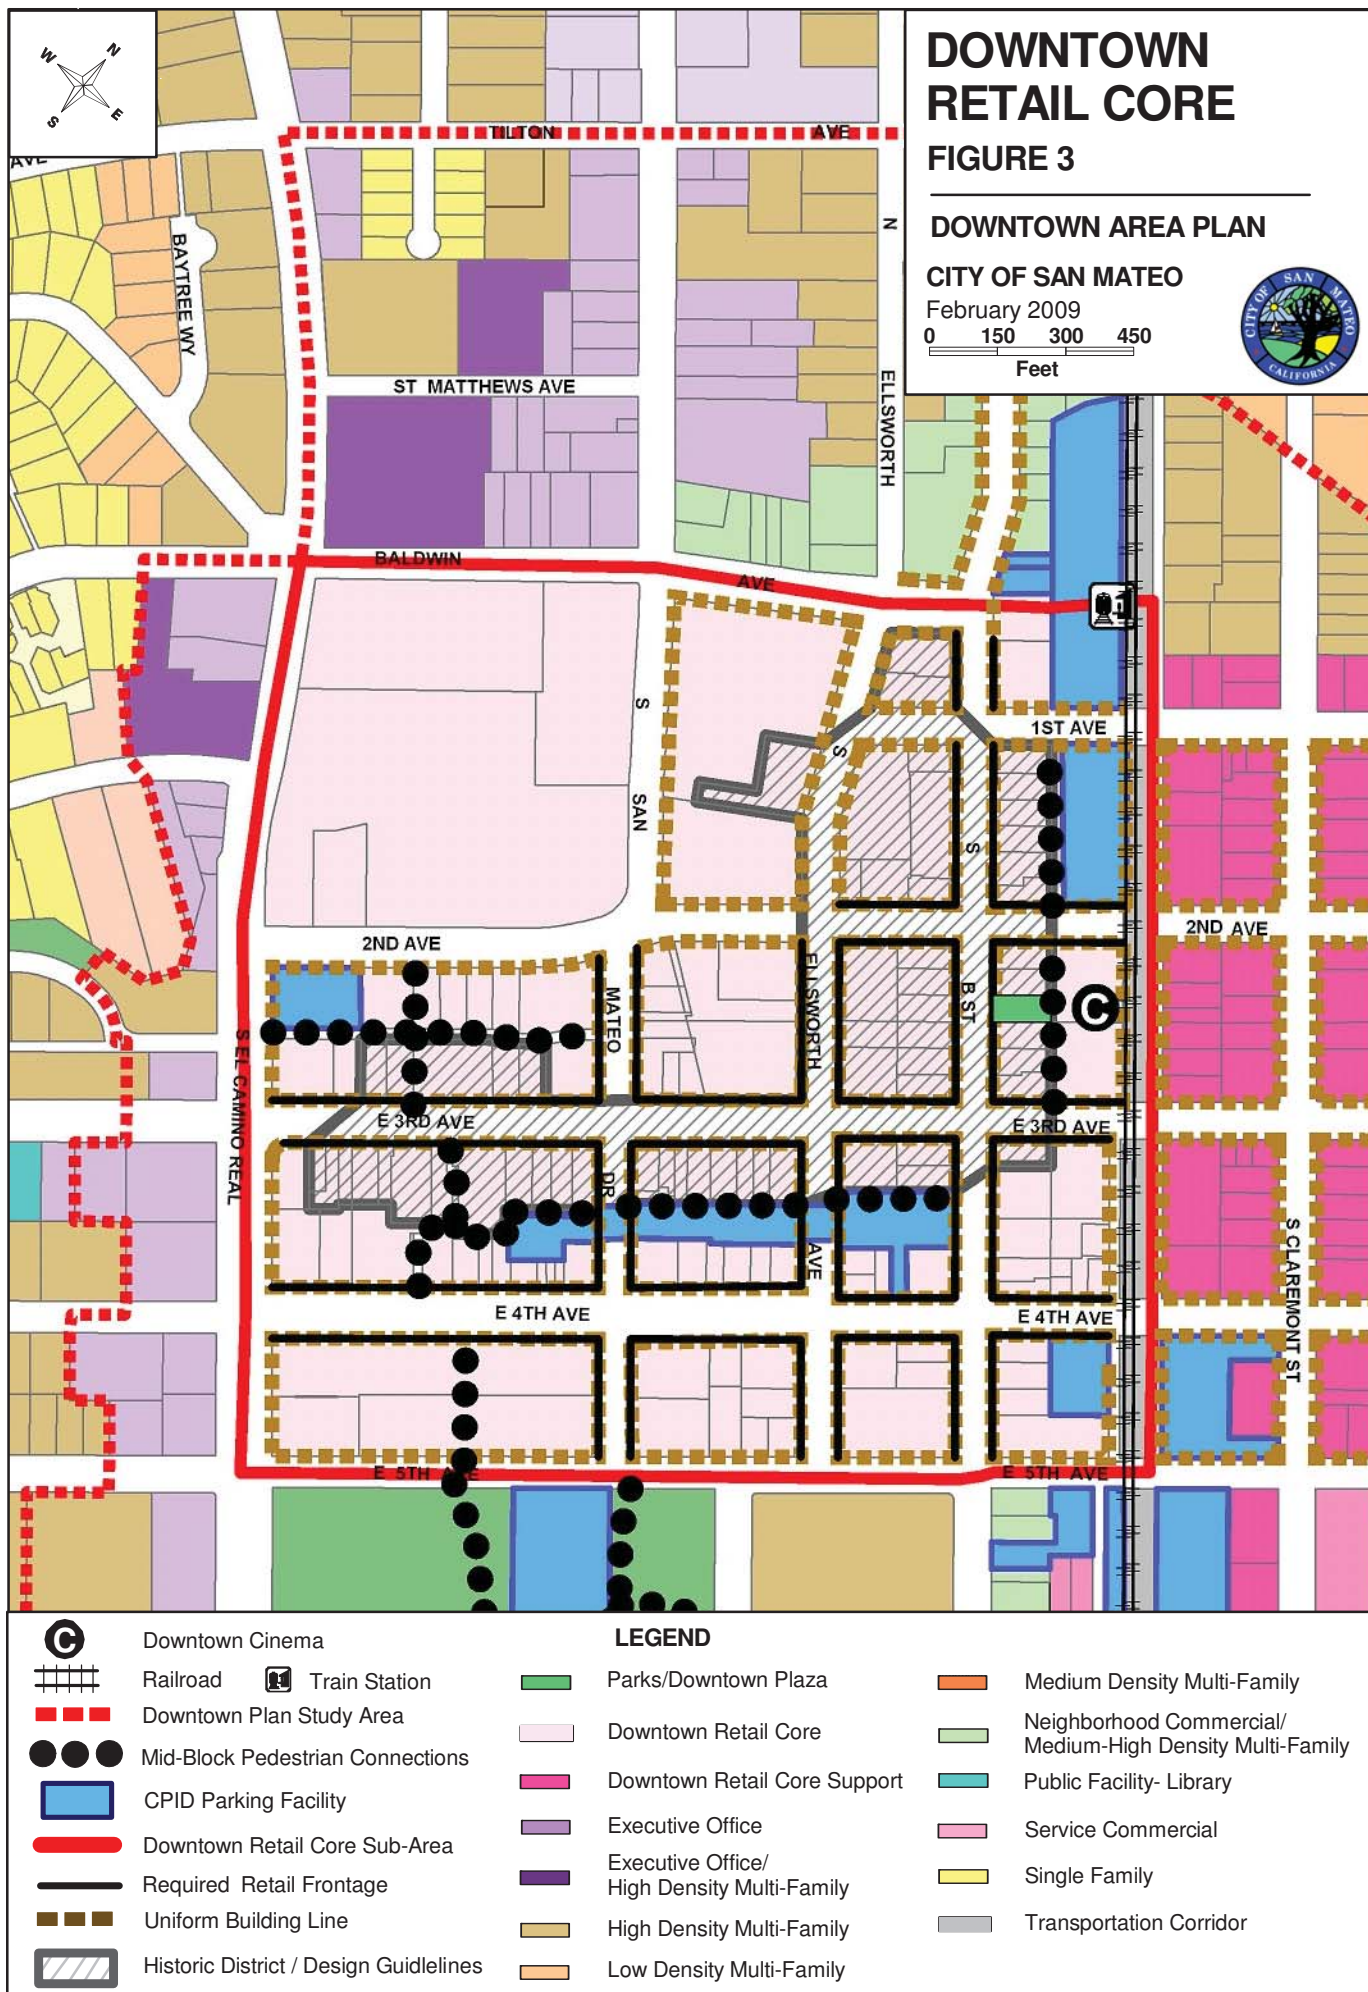 W
N
S
E
DOWNTOWN
RETAIL CORE
FIGURE 3
DOWNTOWN AREA PLAN
CITY OF SAN MATEO
February 2009
0 150 300 450
Feet
CITY OF SAN MATEO
CALIFORNIA
AVE
TILTON AVE
BAYTREE WY
N
ELLSWORTH
ST MATTHEWS AVE
BALDWIN
AVE
S
SAN
S
1ST AVE
S
2ND AVE
2ND AVE
MATEO
ELLSWORTH
B ST
C
S EL CAMINO REAL
E 3RD AVE
E 3RD AVE
DR
AVE
S CLAREMONT ST
E 4TH AVE
E 4TH AVE
E 5TH AVE
E 5TH AVE
LEGEND
C Downtown Cinema
Railroad
Train Station
Downtown Plan Study Area
Mid-Block Pedestrian Connections
CPID Parking Facility
Downtown Retail Core Sub-Area
Required Retail Frontage
Uniform Building Line
Historic District / Design Guidlelines
Parks/Downtown Plaza
Downtown Retail Core
Downtown Retail Core Support
Executive Office
Executive Office/
High Density Multi-Family
High Density Multi-Family
Low Density Multi-Family
Medium Density Multi-Family
Neighborhood Commercial/
Medium-High Density Multi-Family
Public Facility- Library
Service Commercial
Single Family
Transportation Corridor